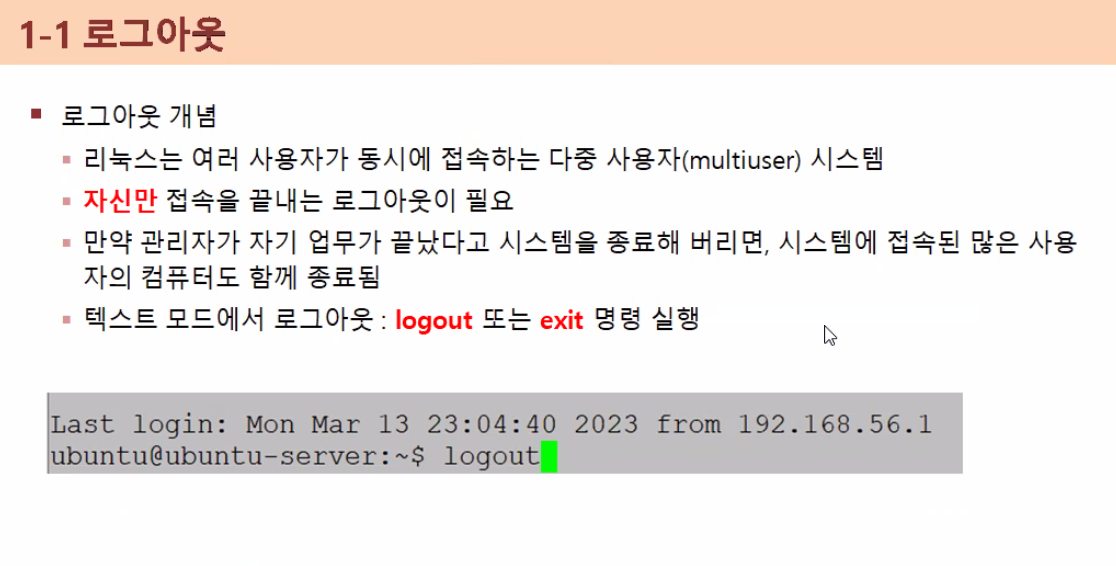 1-1 로그아웃
로그아웃 개념
리눅스는 여러 사용자가 동시에 접속하는 다중 사용자(multiuser) 시스템
자신만 접속을 끝내는 로그아웃이 필요
만약 관리자가 자기 업무가 끝났다고 시스템을 종료해 버리면, 시스템에 접속된 많은 사용
자의 컴퓨터도 함께 종료됨
텍스트 모드에서 로그아웃 : logout 또는 exit 명령 실행
Last login: Mon Mar 13 23:04:40 2023 from 192.168.56.1
ubuntu@ubuntu-server:~$ logout